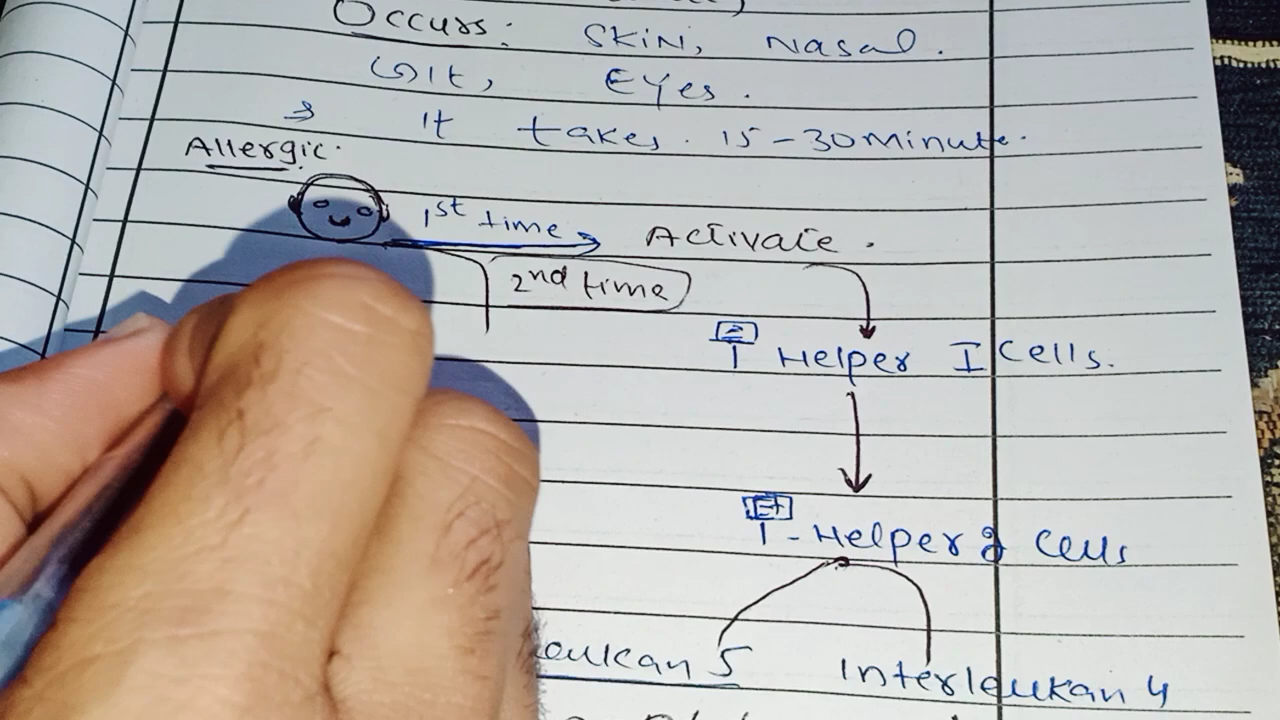 Occurs: Skin, Nasal.
GIt, Eyes.
⇒ It takes. 15-30 Minute.
Allergic.
1st time → Activate.
2nd time
T Helper I Cells.
T-Helper 2 Cells
eukan 5 Interleukan 4